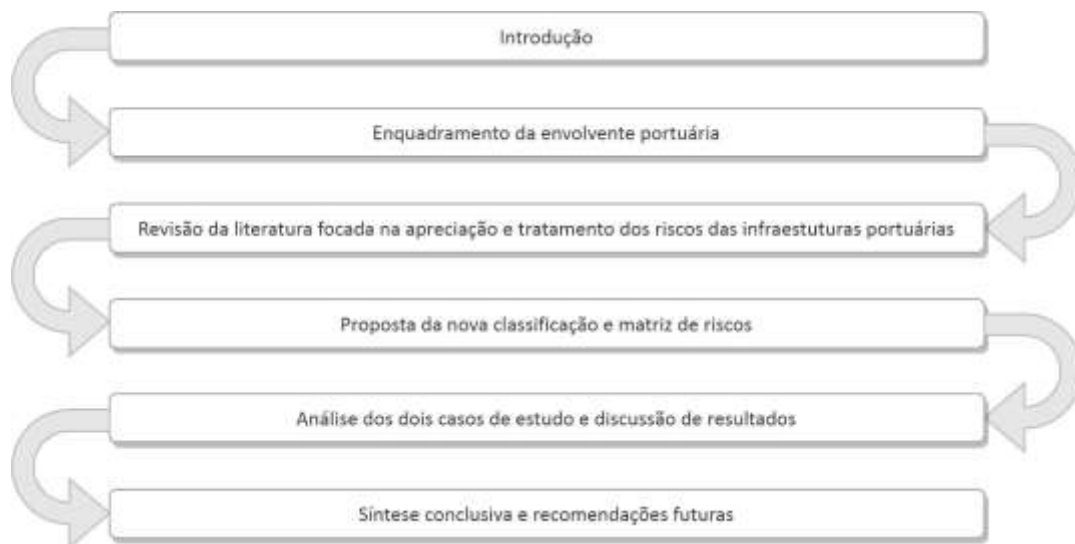 Introdução
Enquadramento da envolvente portuária
Revisão da literatura focada na apreciação e tratamento dos riscos das infraestuturas portuárias
Proposta da nova classificação e matriz de riscos
Análise dos dois casos de estudo e discussão de resultados
Síntese conclusiva e recomendações futuras